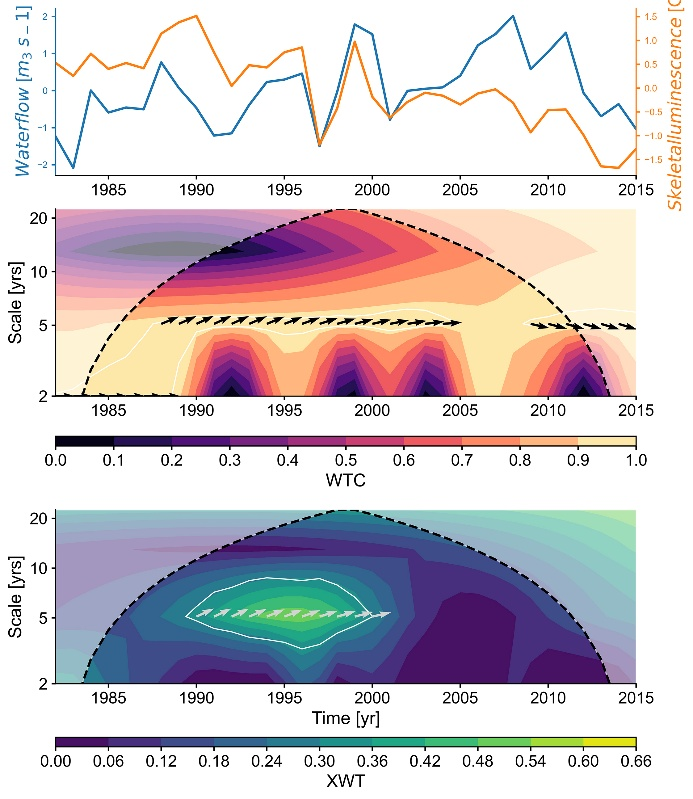 Waterflow [m3 s−1]
2
1
0
−1
−2
1.5
1.0
0.5
0.0
−0.5
−1.0
−1.5
Skeletalluminescence [
1985 1990 1995 2000 2005 2010 2015
Scale [yrs]
20
10
5
2
1985 1990 1995 2000 2005 2010 2015
0.0 0.1 0.2 0.3 0.4 0.5 0.6 0.7 0.8 0.9 1.0
WTC
Scale [yrs]
20
10
5
2
1985 1990 1995 2000 2005 2010 2015
Time [yr]
0.00 0.06 0.12 0.18 0.24 0.30 0.36 0.42 0.48 0.54 0.60 0.66
XWT